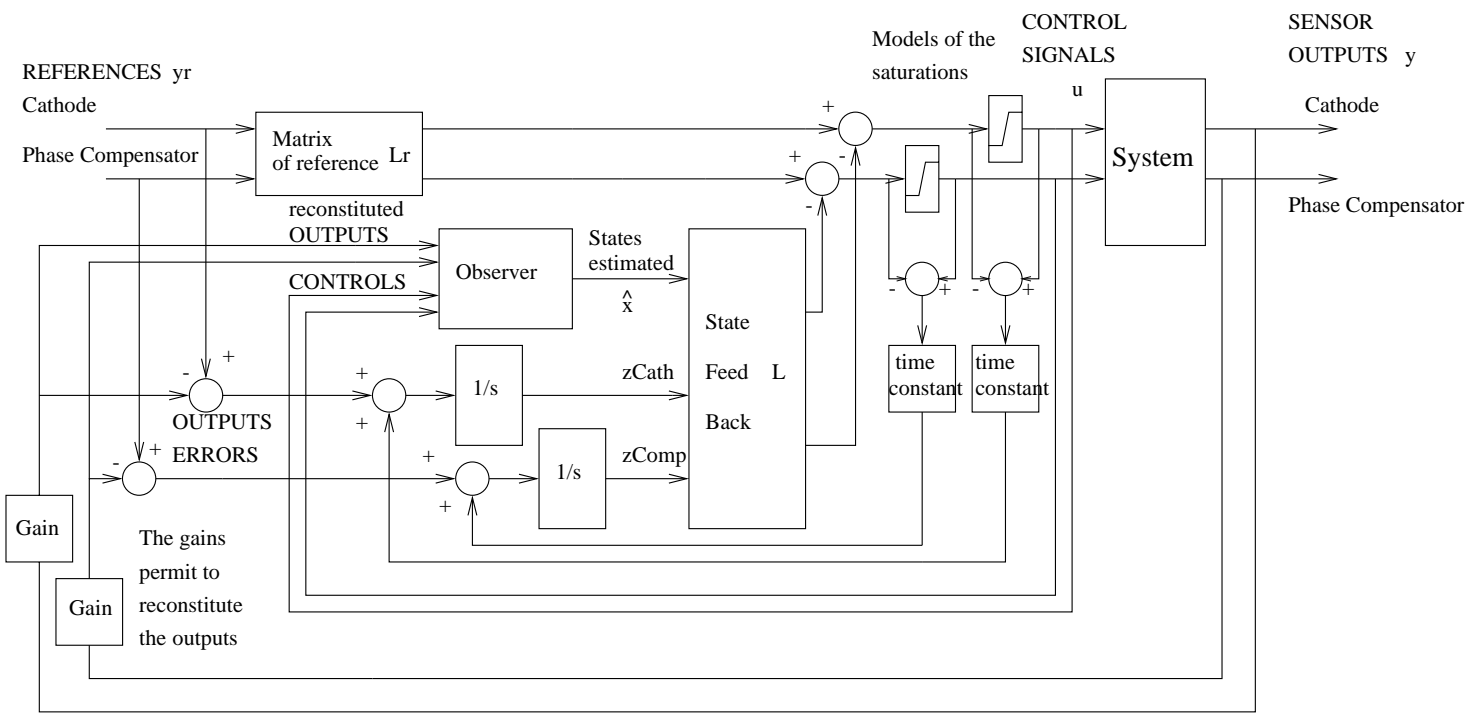 CONTROL
SIGNALS
u
SENSOR
OUTPUTS y
Models of the
saturations
REFERENCES yr
Cathode
Phase Compensator
Matrix
of reference Lr
+
-
+
-
System
Cathode
Phase Compensator
reconstituted
OUTPUTS
CONTROLS
Observer
States
estimated
^
x
State
Feed L
Back
-
+
-
+
time
constant
time
constant
-
+
+
+
1/s
zCath
OUTPUTS
ERRORS
-
+
+
+
1/s
zComp
Gain
Gain
The gains
permit to
reconstitute
the outputs